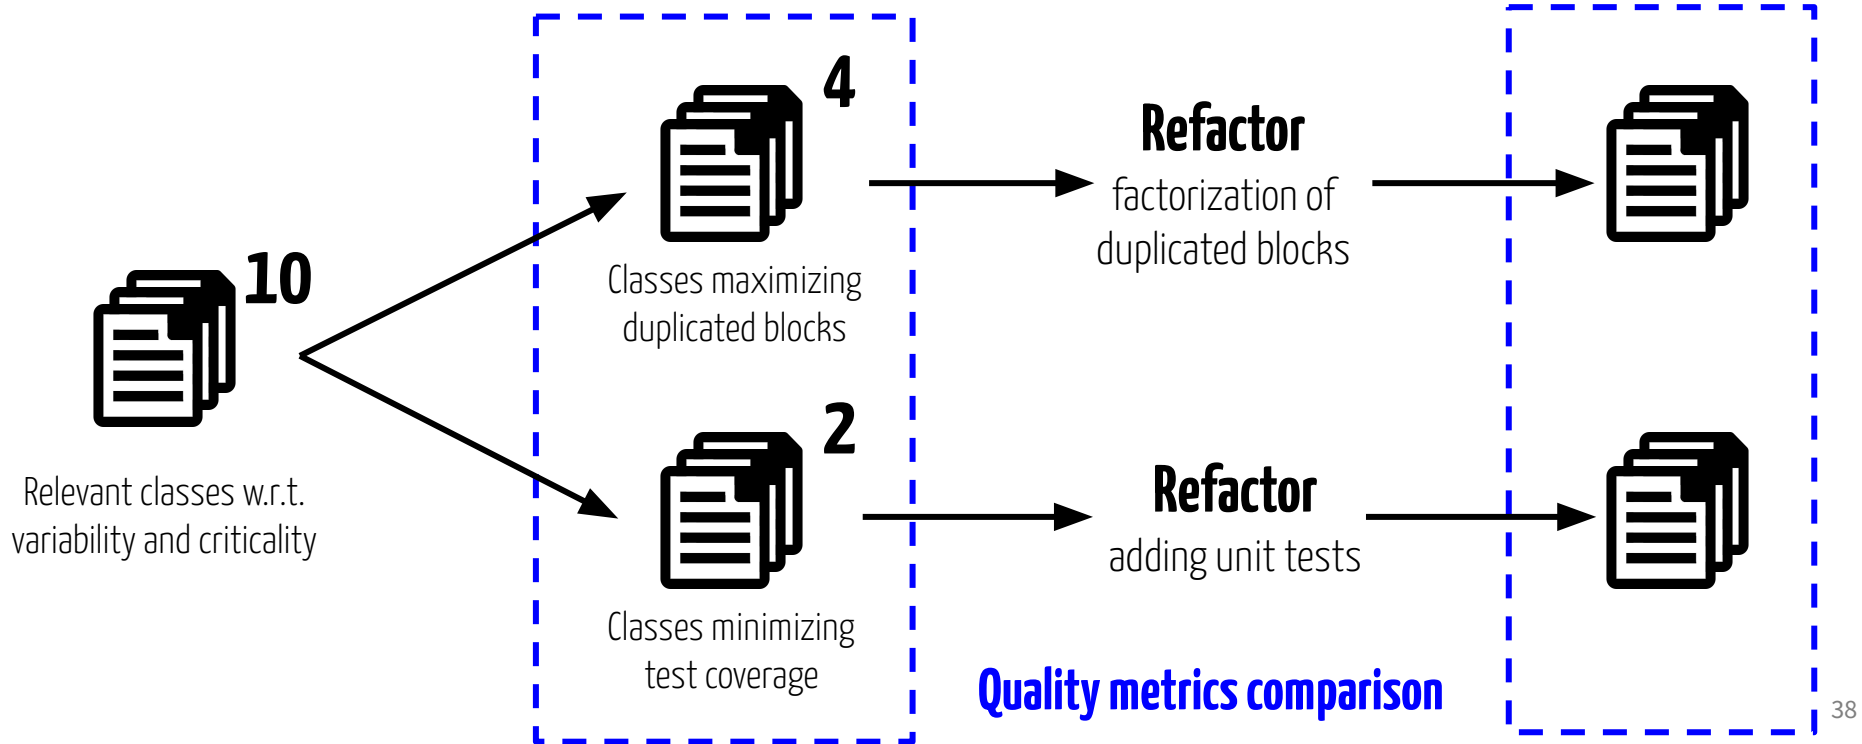 10
Relevant classes w.r.t.
variability and criticality
4
Classes maximizing
duplicated blocks
Refactor
factorization of
duplicated blocks
2
Classes minimizing
test coverage
Refactor
adding unit tests
Quality metrics comparison
38